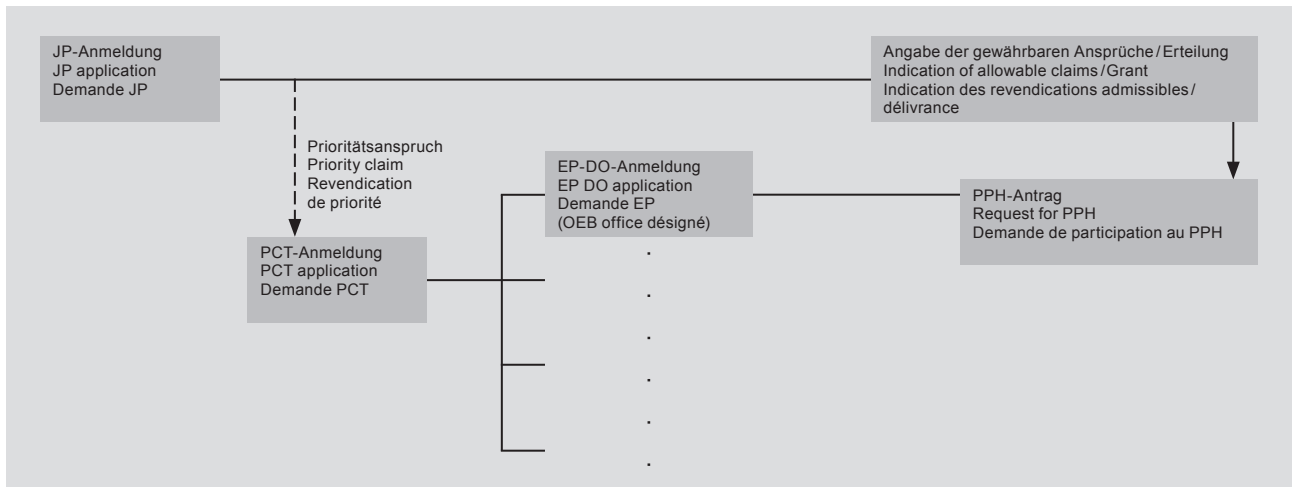 JP-Anmeldung
JP application
Demande JP
Angabe der gewährbaren Ansprüche/Erteilung
Indication of allowable claims/Grant
Indication des revendications admissibles/
délivrance
Prioritätsanspruch
Priority claim
Revendication
de priorité
EP-DO-Anmeldung
EP DO application
Demande EP
(OEB office désigné)
PPH-Antrag
Request for PPH
Demande de participation au PPH
PCT-Anmeldung
PCT application
Demande PCT